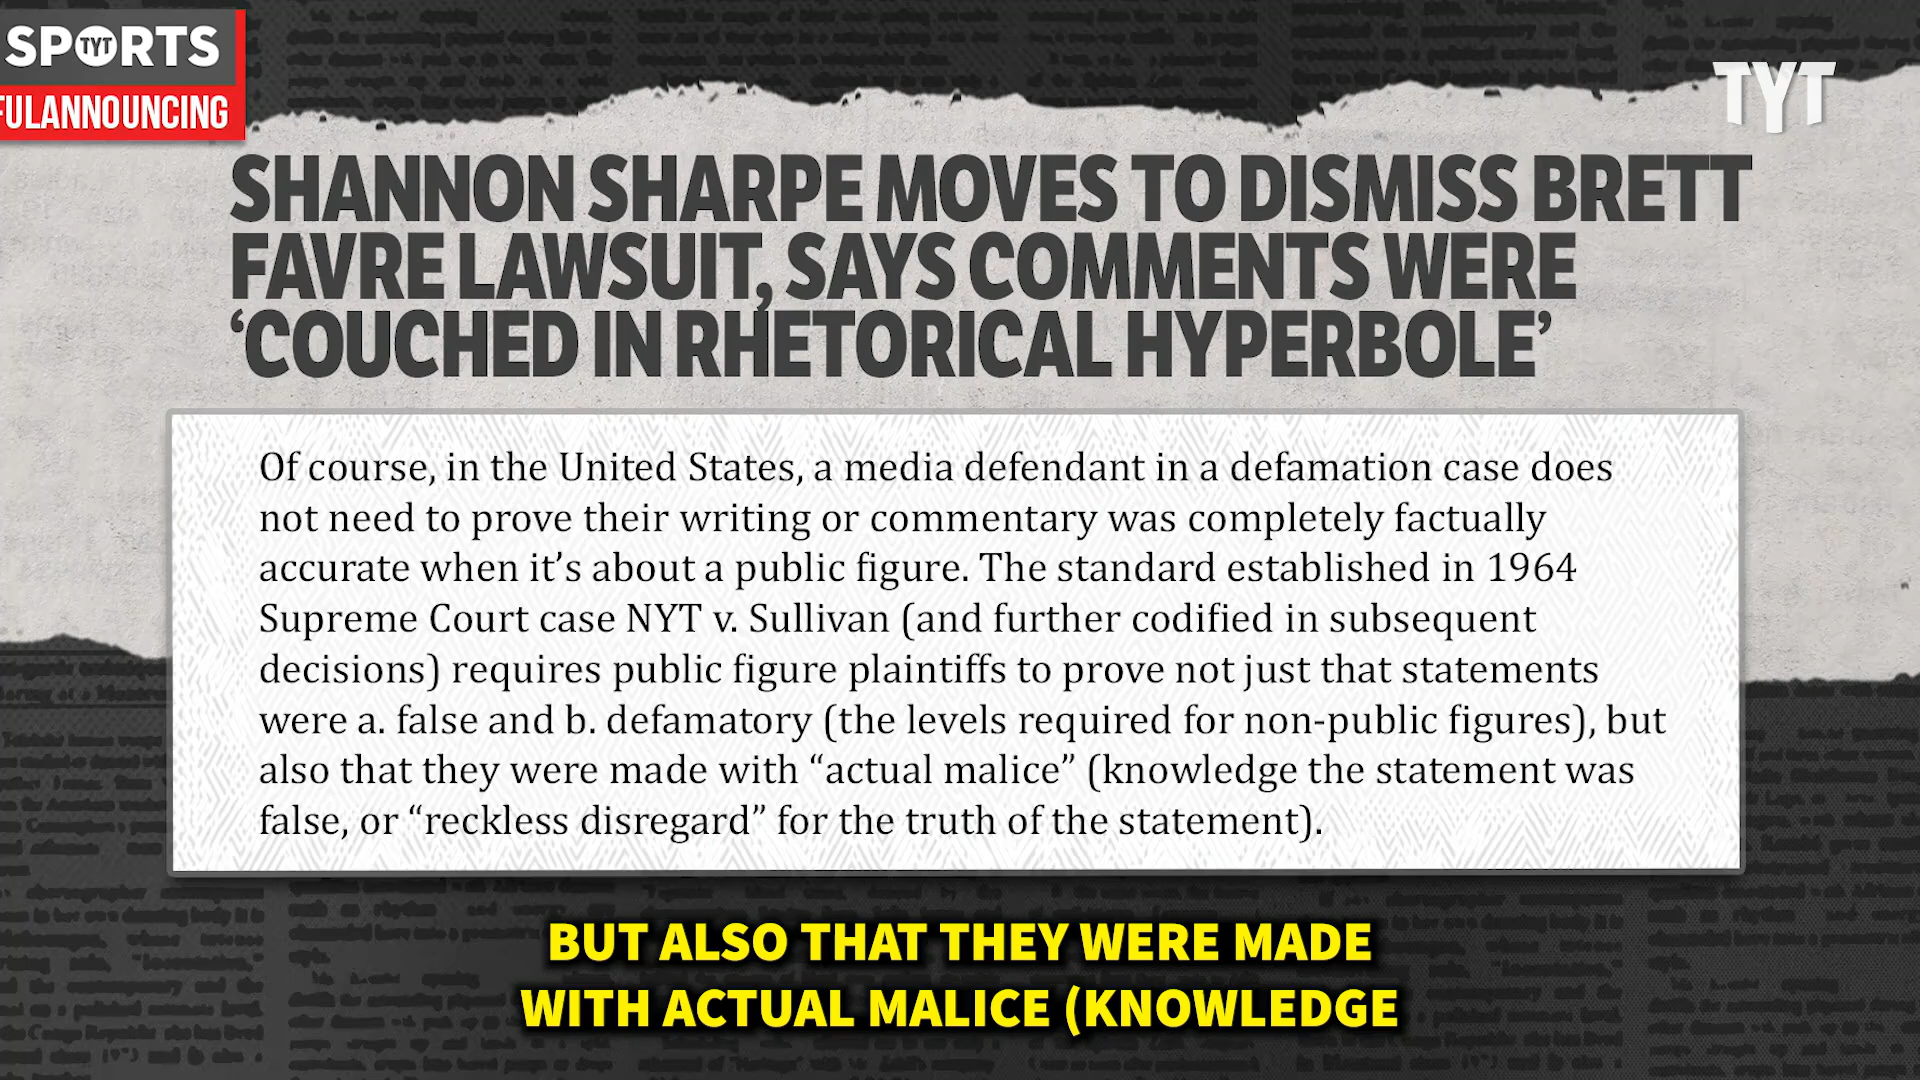 SPORTS
TYT
FULANNOUNCING
TYT
SHANNON SHARPE MOVES TO DISMISS BRETT
FAVRE LAWSUIT, SAYS COMMENTS WERE
‘COUCHED IN RHETORICAL HYPERBOLE’
Of course, in the United States, a media defendant in a defamation case does
not need to prove their writing or commentary was completely factually
accurate when it’s about a public figure. The standard established in 1964
Supreme Court case NYT v. Sullivan (and further codified in subsequent
decisions) requires public figure plaintiffs to prove not just that statements
were a. false and b. defamatory (the levels required for non-public figures), but
also that they were made with “actual malice” (knowledge the statement was
false, or “reckless disregard” for the truth of the statement).
BUT ALSO THAT THEY WERE MADE
WITH ACTUAL MALICE (KNOWLEDGE